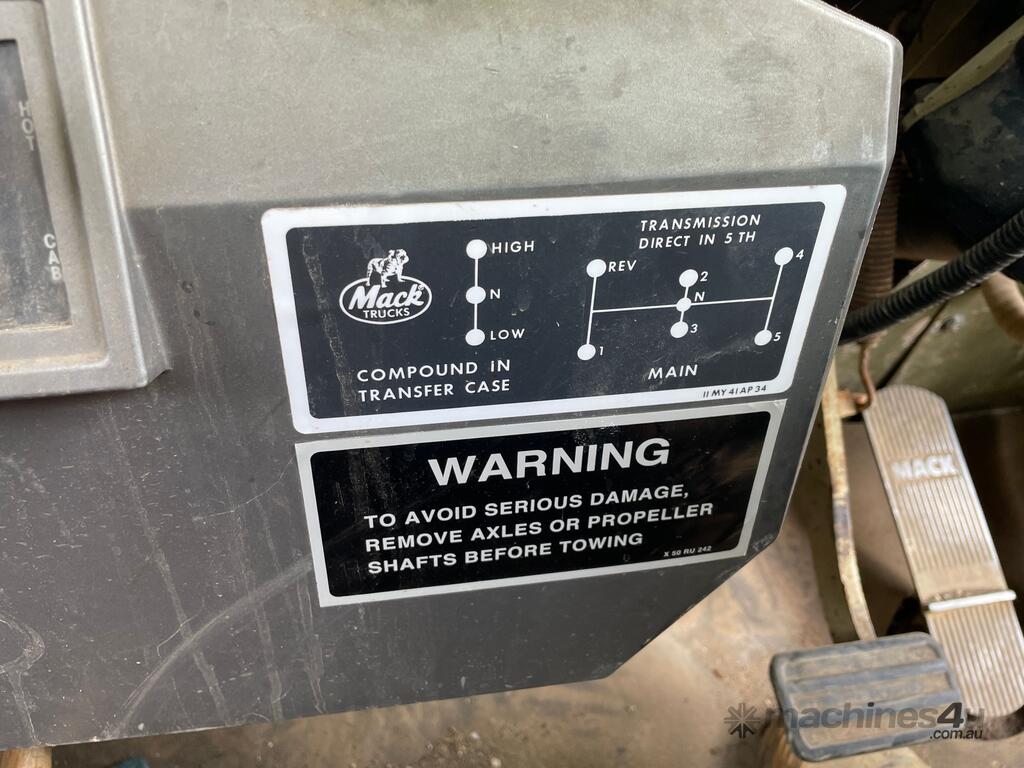 HOT
CAB
Mack®
TRUCKS
HIGH
N
LOW
COMPOUND IN
TRANSFER CASE
TRANSMISSION
DIRECT IN 5 TH
REV
2
4
N
1
3
5
MAIN
11 MY 41 AP 34
WARNING
TO AVOID SERIOUS DAMAGE,
REMOVE AXLES OR PROPELLER
SHAFTS BEFORE TOWING
X 50 RU 242
MACK
machines4u
.com.au